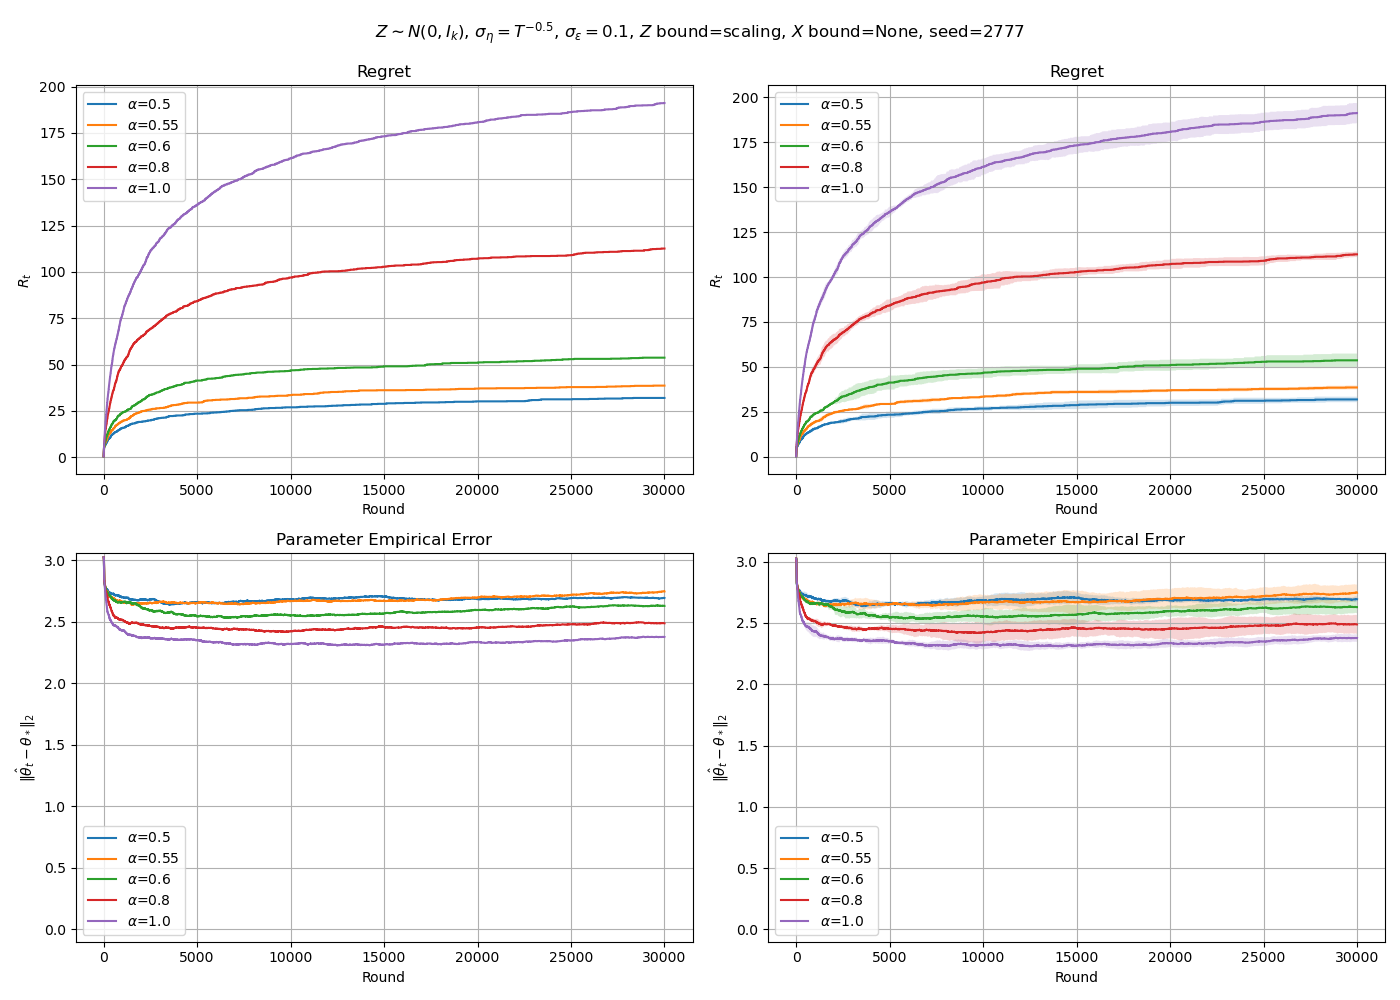 Z ∼ N(0, I_k), σ_η = T^{−0.5}, σ_ε = 0.1, Z bound=scaling, X bound=None, seed=2777
Regret
R_t
200
175
150
125
100
75
50
25
0
α=0.5
α=0.55
α=0.6
α=0.8
α=1.0
0 5000 10000 15000 20000 25000 30000
Round
Regret
R_t
200
175
150
125
100
75
50
25
0
α=0.5
α=0.55
α=0.6
α=0.8
α=1.0
0 5000 10000 15000 20000 25000 30000
Round
Parameter Empirical Error
‖θ̂_t − θ_*‖_2
3.0
2.5
2.0
1.5
1.0
0.5
0.0
α=0.5
α=0.55
α=0.6
α=0.8
α=1.0
0 5000 10000 15000 20000 25000 30000
Round
Parameter Empirical Error
‖θ̂_t − θ_*‖_2
3.0
2.5
2.0
1.5
1.0
0.5
0.0
α=0.5
α=0.55
α=0.6
α=0.8
α=1.0
0 5000 10000 15000 20000 25000 30000
Round